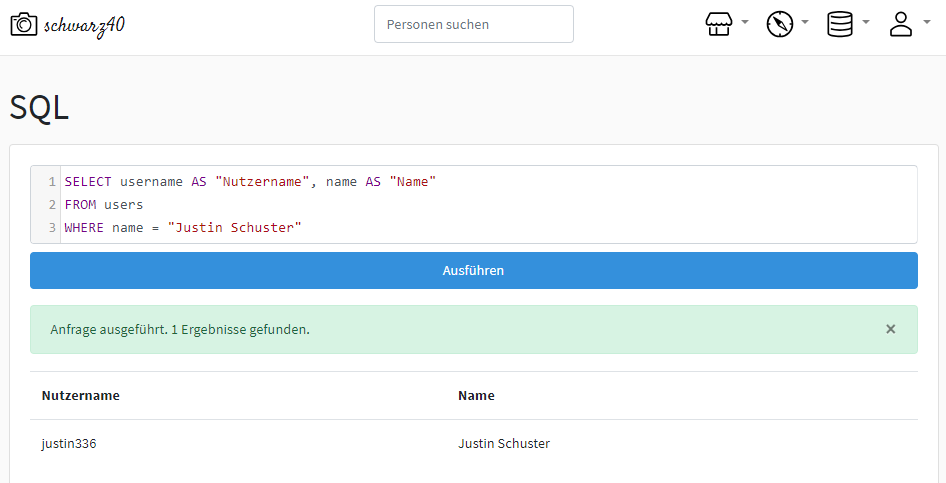 schwarz40
Personen suchen
SQL
1 SELECT username AS "Nutzername", name AS "Name"
2 FROM users
3 WHERE name = "Justin Schuster"
Ausführen
Anfrage ausgeführt. 1 Ergebnisse gefunden. ×
Nutzername Name
justin336 Justin Schuster